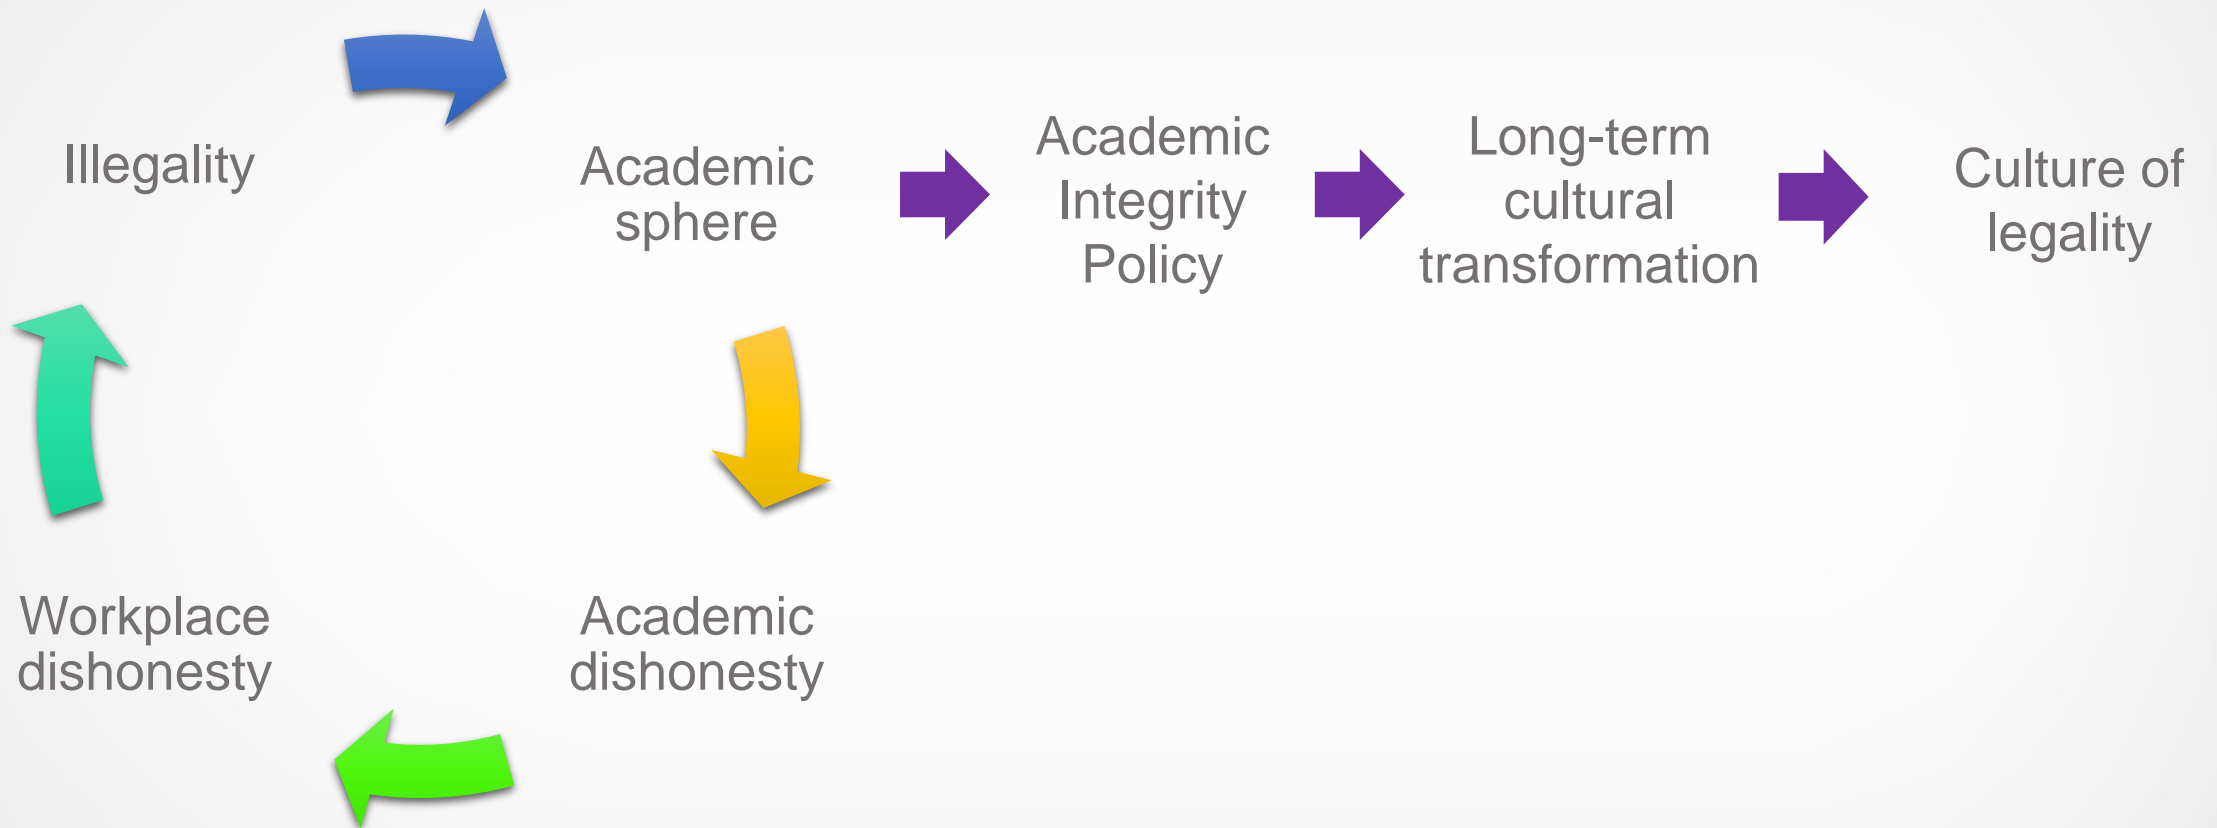 Illegality
Academic
sphere
Academic
Integrity
Policy
Long-term
cultural
transformation
Culture of
legality
Workplace
dishonesty
Academic
dishonesty